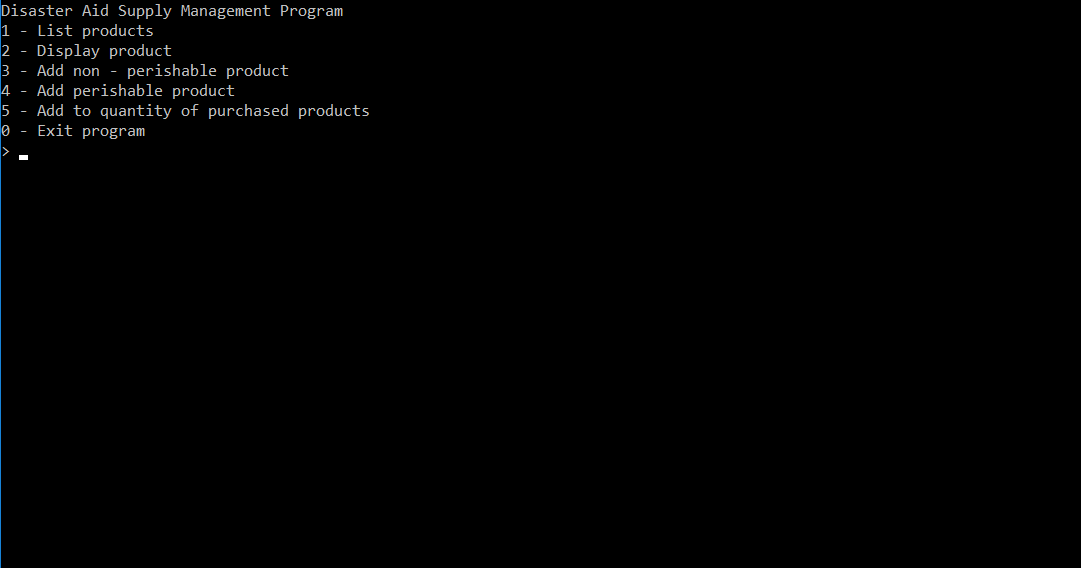 Disaster Aid Supply Management Program
1 - List products
2 - Display product
3 - Add non - perishable product
4 - Add perishable product
5 - Add to quantity of purchased products
0 - Exit program
>